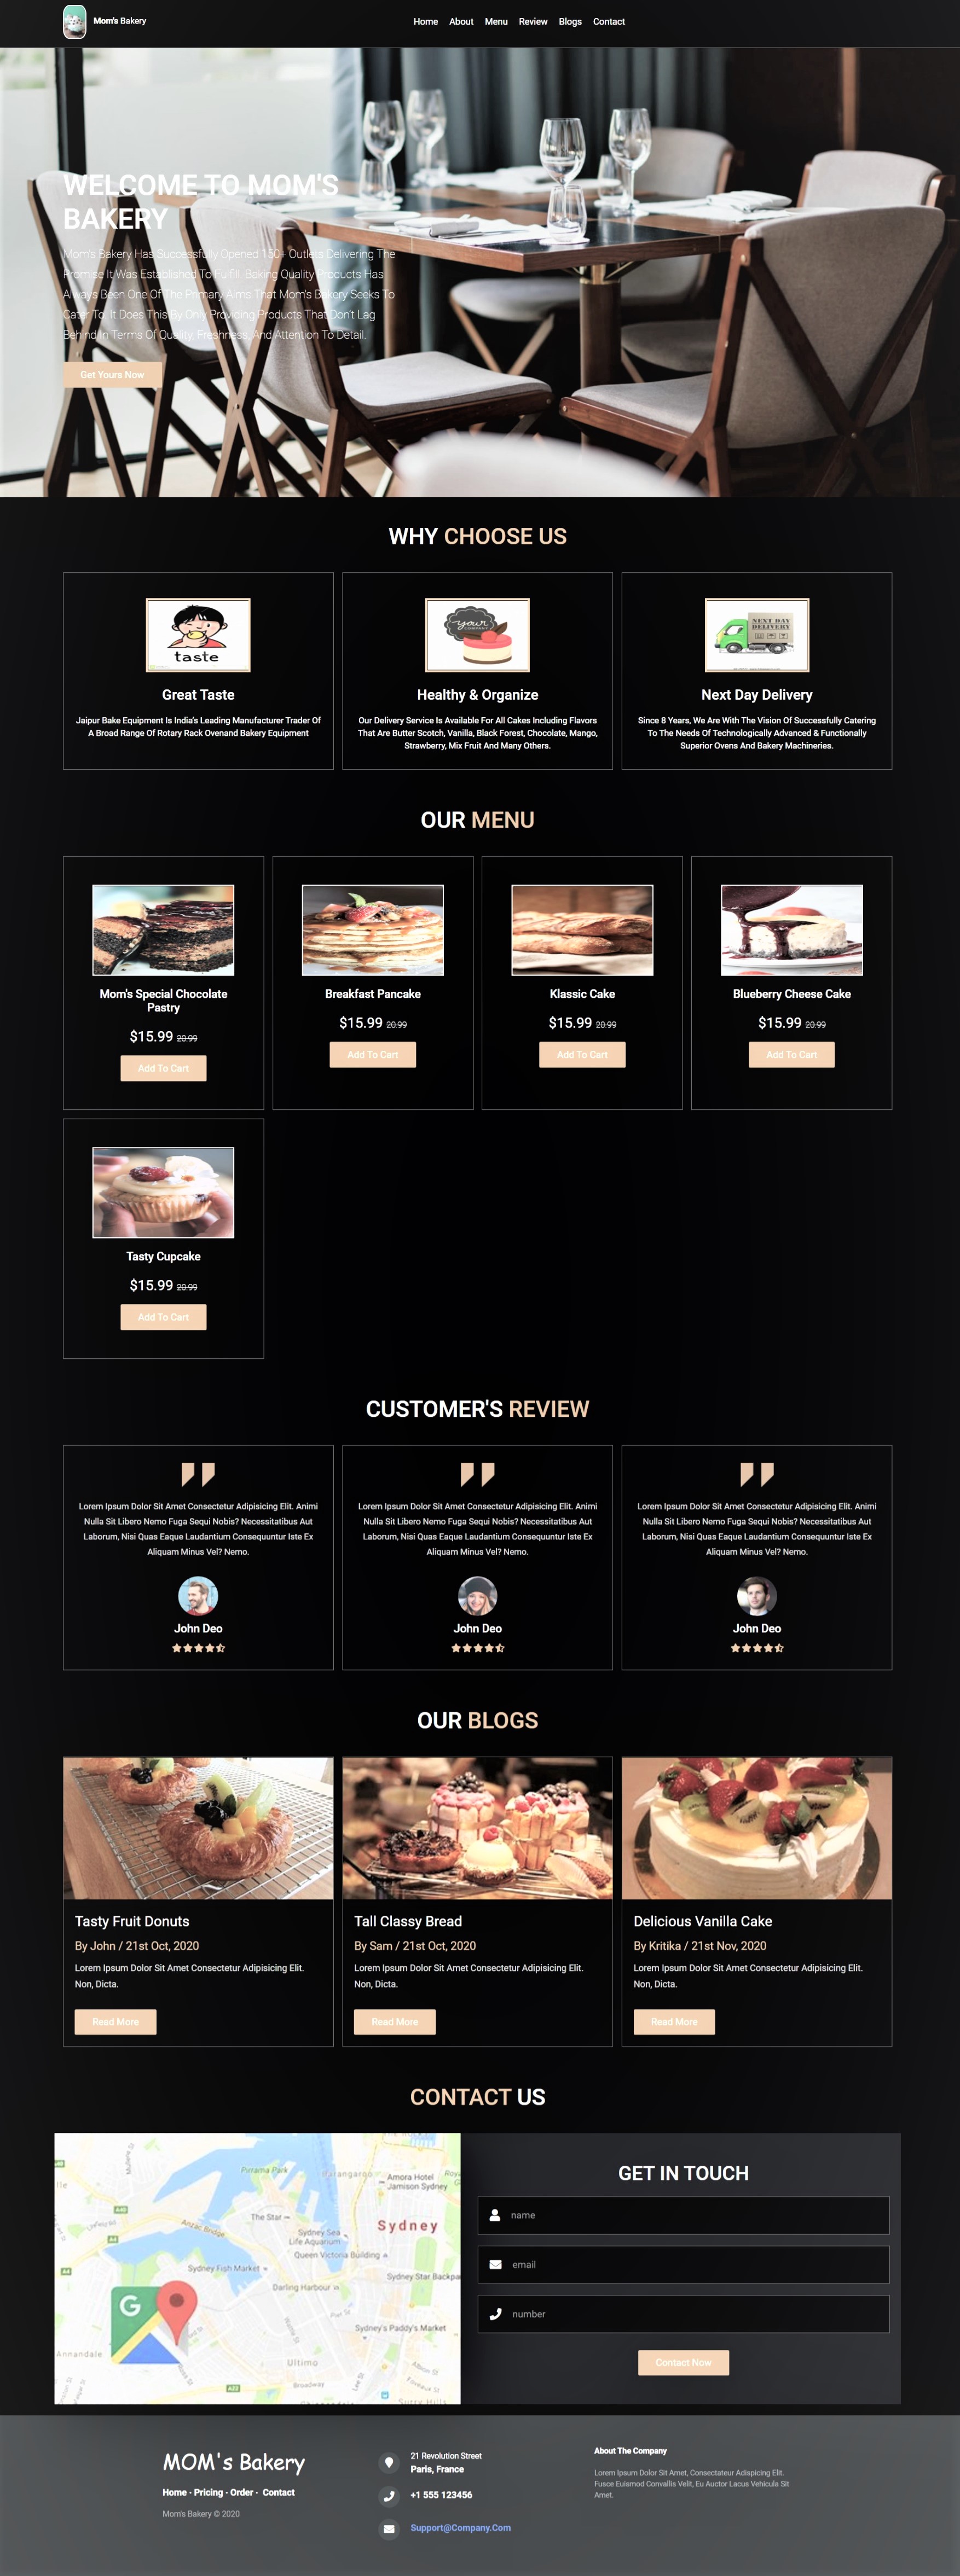 Mom's Bakery
Home About Menu Review Blogs Contact
WELCOME TO MOM'S
BAKERY
Mom's Bakery Has Successfully Opened 150+ Outlets Delivering The
Promise It Was Established To Fulfill. Baking Quality Products Has
Always Been One Of The Primary Aims That Mom's Bakery Seeks To
Cater To. It Does This By Only Providing Products That Don't Lag
Behind In Terms Of Quality, Freshness, And Attention To Detail.
Get Yours Now
WHY CHOOSE US
taste
Great Taste
Jaipur Bake Equipment Is India's Leading Manufacturer Trader Of
A Broad Range Of Rotary Rack Ovenand Bakery Equipment
your
COMPANY
Healthy & Organize
Our Delivery Service Is Available For All Cakes Including Flavors
That Are Butter Scotch, Vanilla, Black Forest, Chocolate, Mango,
Strawberry, Mix Fruit And Many Others.
NEXT DAY
DELIVERY
Next Day Delivery
Since 8 Years, We Are With The Vision Of Successfully Catering
To The Needs Of Technologically Advanced & Functionally
Superior Ovens And Bakery Machineries.
OUR MENU
Mom's Special Chocolate
Pastry
$15.99 20.99
Add To Cart
Breakfast Pancake
$15.99 20.99
Add To Cart
Klassic Cake
$15.99 20.99
Add To Cart
Blueberry Cheese Cake
$15.99 20.99
Add To Cart
Tasty Cupcake
$15.99 20.99
Add To Cart
CUSTOMER'S REVIEW
Lorem Ipsum Dolor Sit Amet Consectetur Adipisicing Elit. Animi
Nulla Sit Libero Nemo Fuga Sequi Nobis? Necessitatibus Aut
Laborum, Nisi Quas Eaque Laudantium Consequuntur Iste Ex
Aliquam Minus Vel? Nemo.
John Deo
Lorem Ipsum Dolor Sit Amet Consectetur Adipisicing Elit. Animi
Nulla Sit Libero Nemo Fuga Sequi Nobis? Necessitatibus Aut
Laborum, Nisi Quas Eaque Laudantium Consequuntur Iste Ex
Aliquam Minus Vel? Nemo.
John Deo
Lorem Ipsum Dolor Sit Amet Consectetur Adipisicing Elit. Animi
Nulla Sit Libero Nemo Fuga Sequi Nobis? Necessitatibus Aut
Laborum, Nisi Quas Eaque Laudantium Consequuntur Iste Ex
Aliquam Minus Vel? Nemo.
John Deo
OUR BLOGS
Tasty Fruit Donuts
By John / 21st Oct, 2020
Lorem Ipsum Dolor Sit Amet Consectetur Adipisicing Elit.
Non, Dicta.
Read More
Tall Classy Bread
By Sam / 21st Oct, 2020
Lorem Ipsum Dolor Sit Amet Consectetur Adipisicing Elit.
Non, Dicta.
Read More
Delicious Vanilla Cake
By Kritika / 21st Nov, 2020
Lorem Ipsum Dolor Sit Amet Consectetur Adipisicing Elit.
Non, Dicta.
Read More
CONTACT US
Pirrama Park
Barangaroo
Amora Hotel
Jamison Sydney
A40
The Star
Anzac Bridge
Sydney
Sydney Sea
Life Aquarium
A4
Queen Victoria Building
Sydney Fish Market
A4
Sydney Star Backpa
Darling Harbour
G
Sydney's Paddy's Market
Annandale
Ultimo
Broadway
Albion St
Foveaux St
A22
Surry Hills
GET IN TOUCH
name
email
number
Contact Now
MOM's Bakery
Home · Pricing · Order · Contact
Mom's Bakery © 2020
21 Revolution Street
Paris, France
+1 555 123456
Support@Company.Com
About The Company
Lorem Ipsum Dolor Sit Amet, Consectateur Adispicing Elit.
Fusce Euismod Convallis Velit, Eu Auctor Lacus Vehicula Sit
Amet.